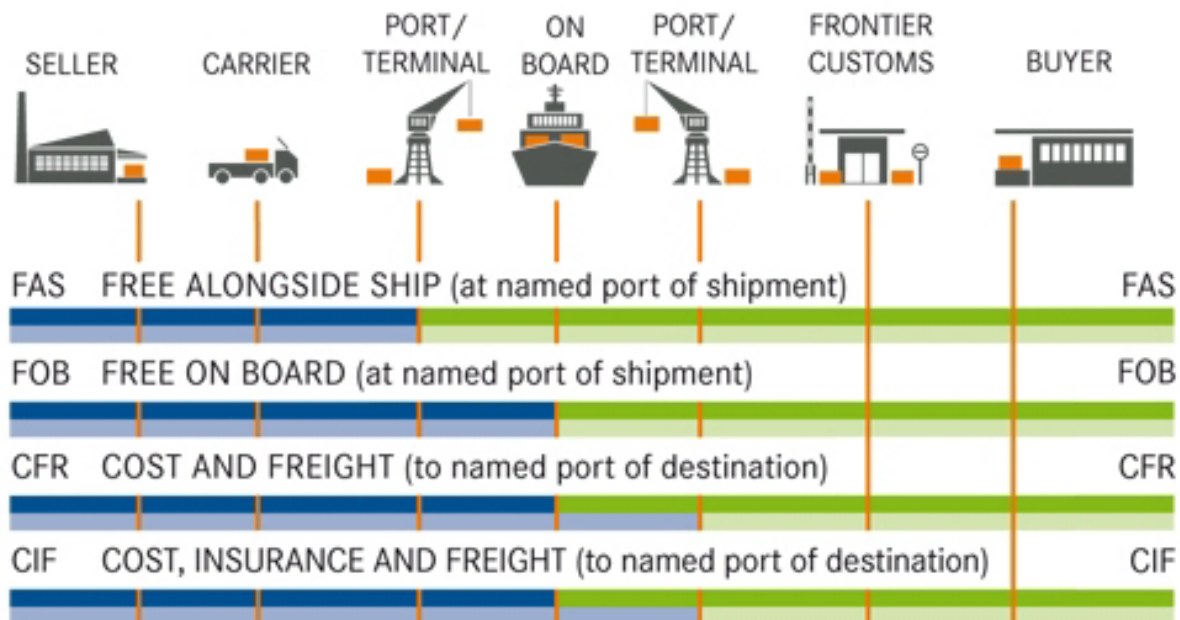 SELLER
CARRIER
PORT/
TERMINAL
ON
BOARD
PORT/
TERMINAL
FRONTIER
CUSTOMS
BUYER
FAS FREE ALONGSIDE SHIP (at named port of shipment) FAS
FOB FREE ON BOARD (at named port of shipment) FOB
CFR COST AND FREIGHT (to named port of destination) CFR
CIF COST, INSURANCE AND FREIGHT (to named port of destination) CIF